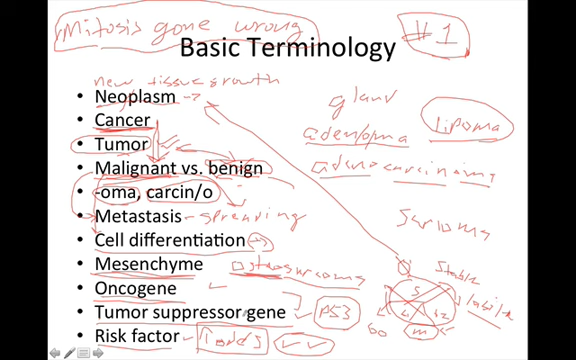 Mitosis gone wrong
# 1
Basic Terminology
new tissue growth
• Neoplasm
• Cancer
• Tumor
• Malignant vs. benign
• -oma, carcin/o
• Metastasis - spreading
• Cell differentiation
• Mesenchyme osteosarcoma
• Oncogene
• Tumor suppressor gene P53
• Risk factor
gland
aden/oma
Lipoma
adenocarcinoma
Sarcoma
Stable
labile
S
G2
m
G0